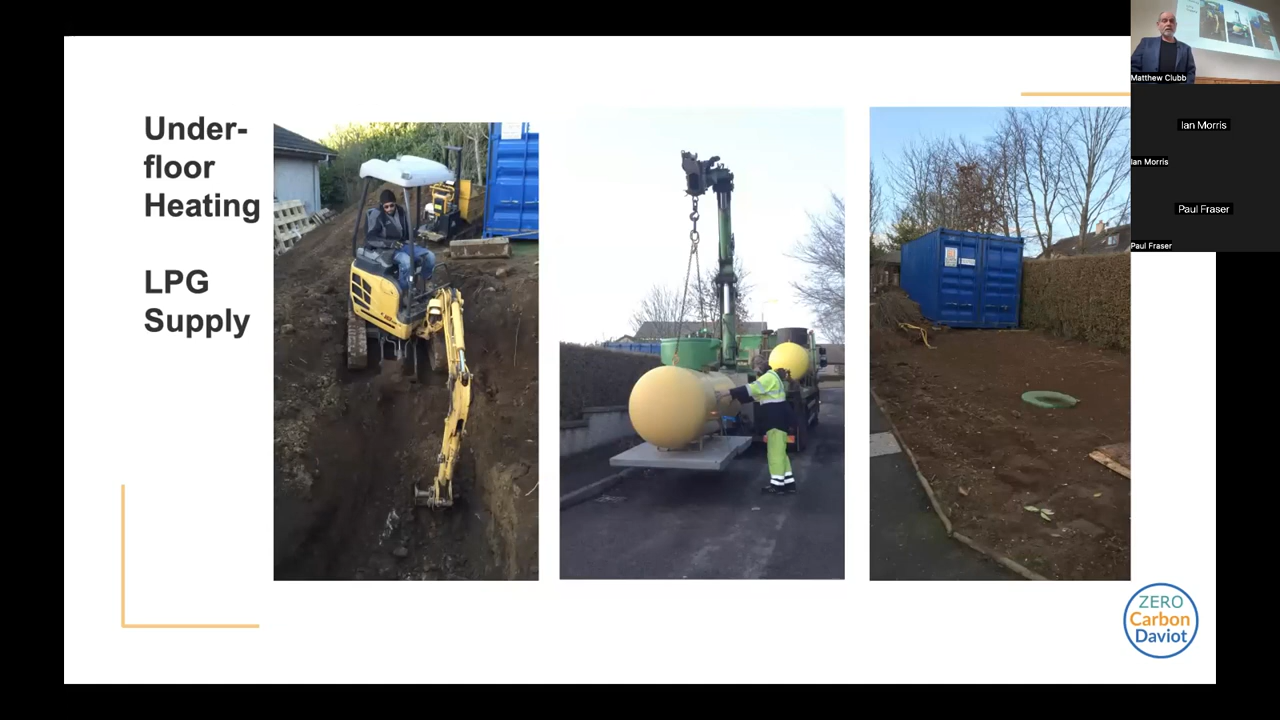 Under-
floor
Heating
LPG
Supply
Matthew Clubb
Ian Morris
Ian Morris
Paul Fraser
Paul Fraser
ZERO
Carbon
Daviot